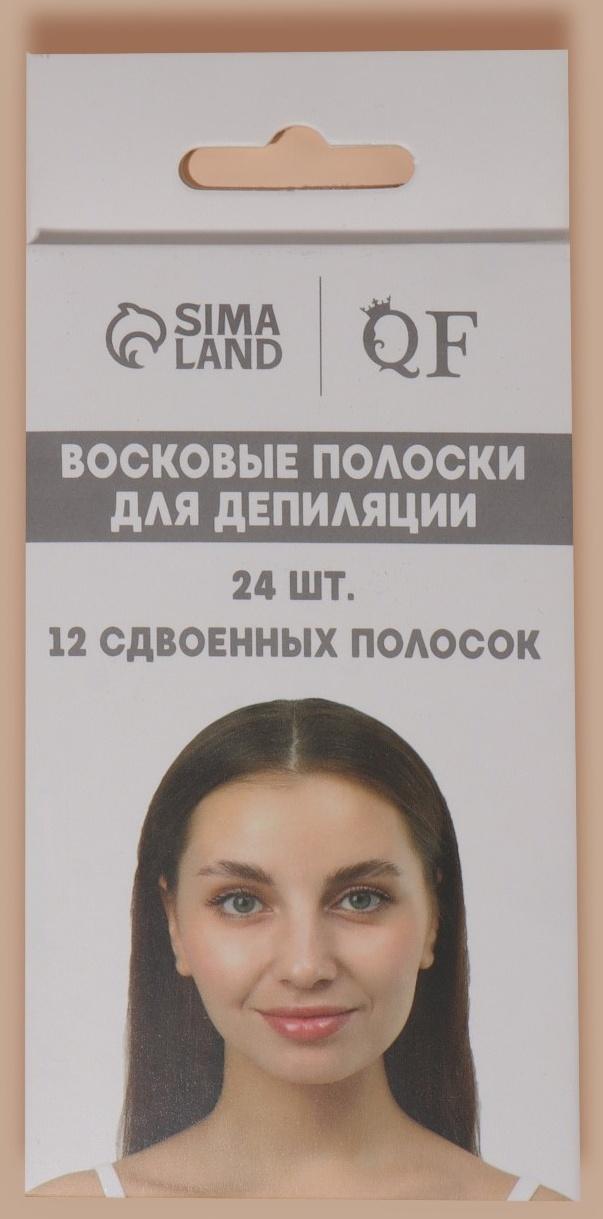 SIMA
LAND
QF
ВОСКОВЫЕ ПОЛОСКИ
ДЛЯ ДЕПИЛЯЦИИ
24 ШТ.
12 СДВОЕННЫХ ПОЛОСОК